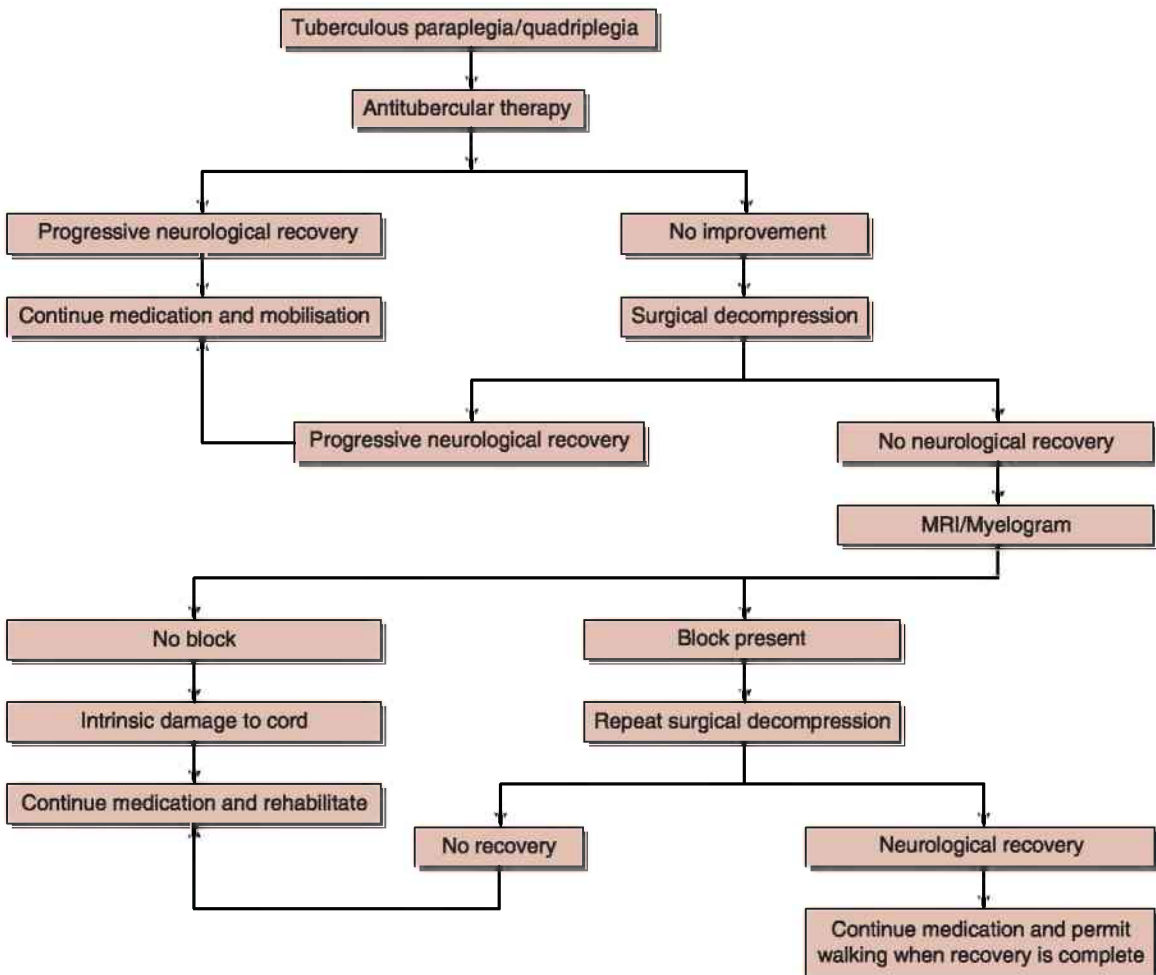 Tuberculous paraplegia/quadriplegia
Antitubercular therapy
Progressive neurological recovery
No improvement
Continue medication and mobilisation
Surgical decompression
Progressive neurological recovery
No neurological recovery
MRI/Myelogram
No block
Block present
Intrinsic damage to cord
Repeat surgical decompression
Continue medication and rehabilitate
No recovery
Neurological recovery
Continue medication and permit
walking when recovery is complete